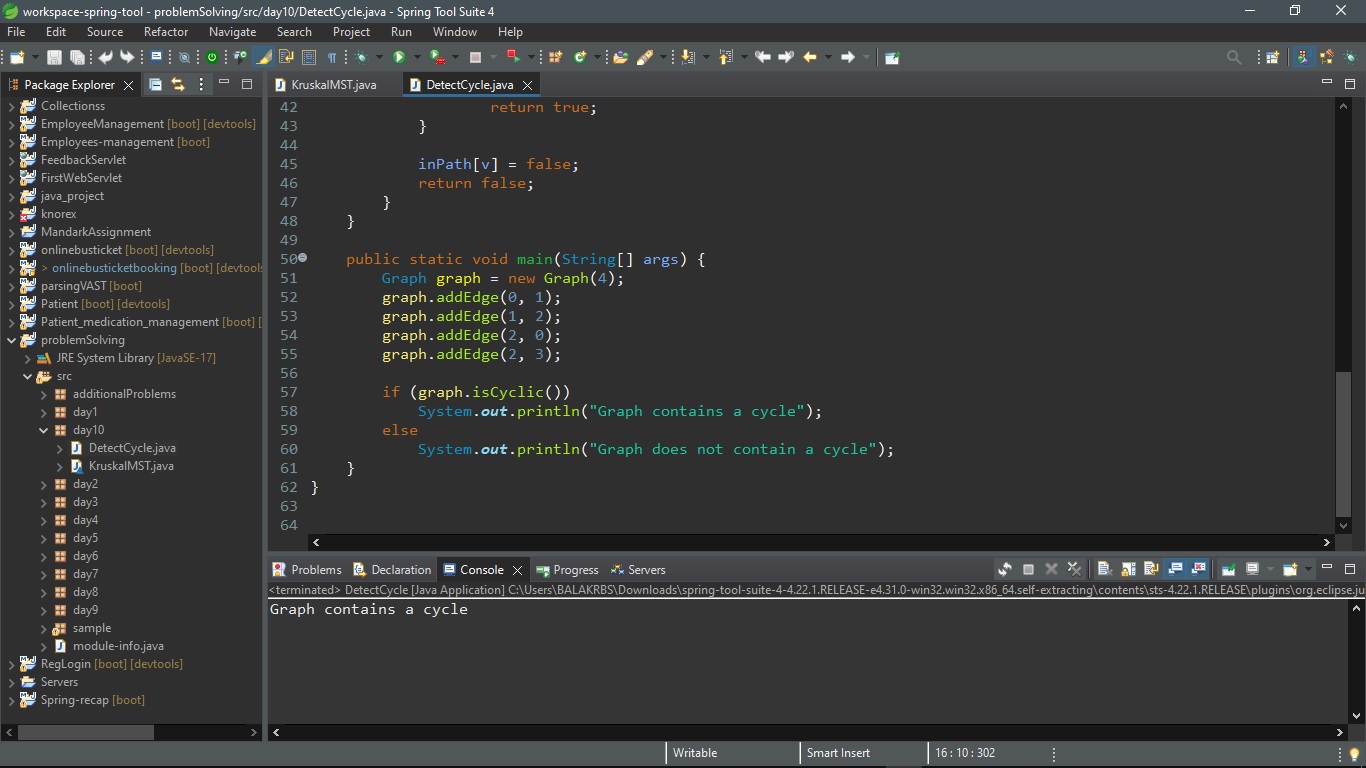 workspace-spring-tool - problemSolving/src/day10/DetectCycle.java - Spring Tool Suite 4
File Edit Source Refactor Navigate Search Project Run Window Help
Package Explorer
Collectionss
EmployeeManagement [boot] [devtools]
Employees-management [boot]
FeedbackServlet
FirstWebServlet
java_project
knorex
MandarkAssignment
onlinebusticket [boot] [devtools]
> onlinebusticketbooking [boot] [devtools
parsingVAST [boot]
Patient [boot] [devtools]
Patient_medication_management [boot] [
problemSolving
JRE System Library [JavaSE-17]
src
additionalProblems
day1
day10
DetectCycle.java
KruskalMST.java
day2
day3
day4
day5
day6
day7
day8
day9
sample
module-info.java
RegLogin [boot] [devtools]
Servers
Spring-recap [boot]
KruskalMST.java DetectCycle.java
42 return true;
43 }
44
45 inPath[v] = false;
46 return false;
47 }
48 }
49
50 public static void main(String[] args) {
51 Graph graph = new Graph(4);
52 graph.addEdge(0, 1);
53 graph.addEdge(1, 2);
54 graph.addEdge(2, 0);
55 graph.addEdge(2, 3);
56
57 if (graph.isCyclic())
58 System.out.println("Graph contains a cycle");
59 else
60 System.out.println("Graph does not contain a cycle");
61 }
62 }
63
64
Problems Declaration Console Progress Servers
<terminated> DetectCycle [Java Application] C:\Users\BALAKRBS\Downloads\spring-tool-suite-4-4.22.1.RELEASE-e4.31.0-win32.win32.x86_64.self-extracting\contents\sts-4.22.1.RELEASE\plugins\org.eclipse.ju
Graph contains a cycle
Writable Smart Insert 16 : 10 : 302